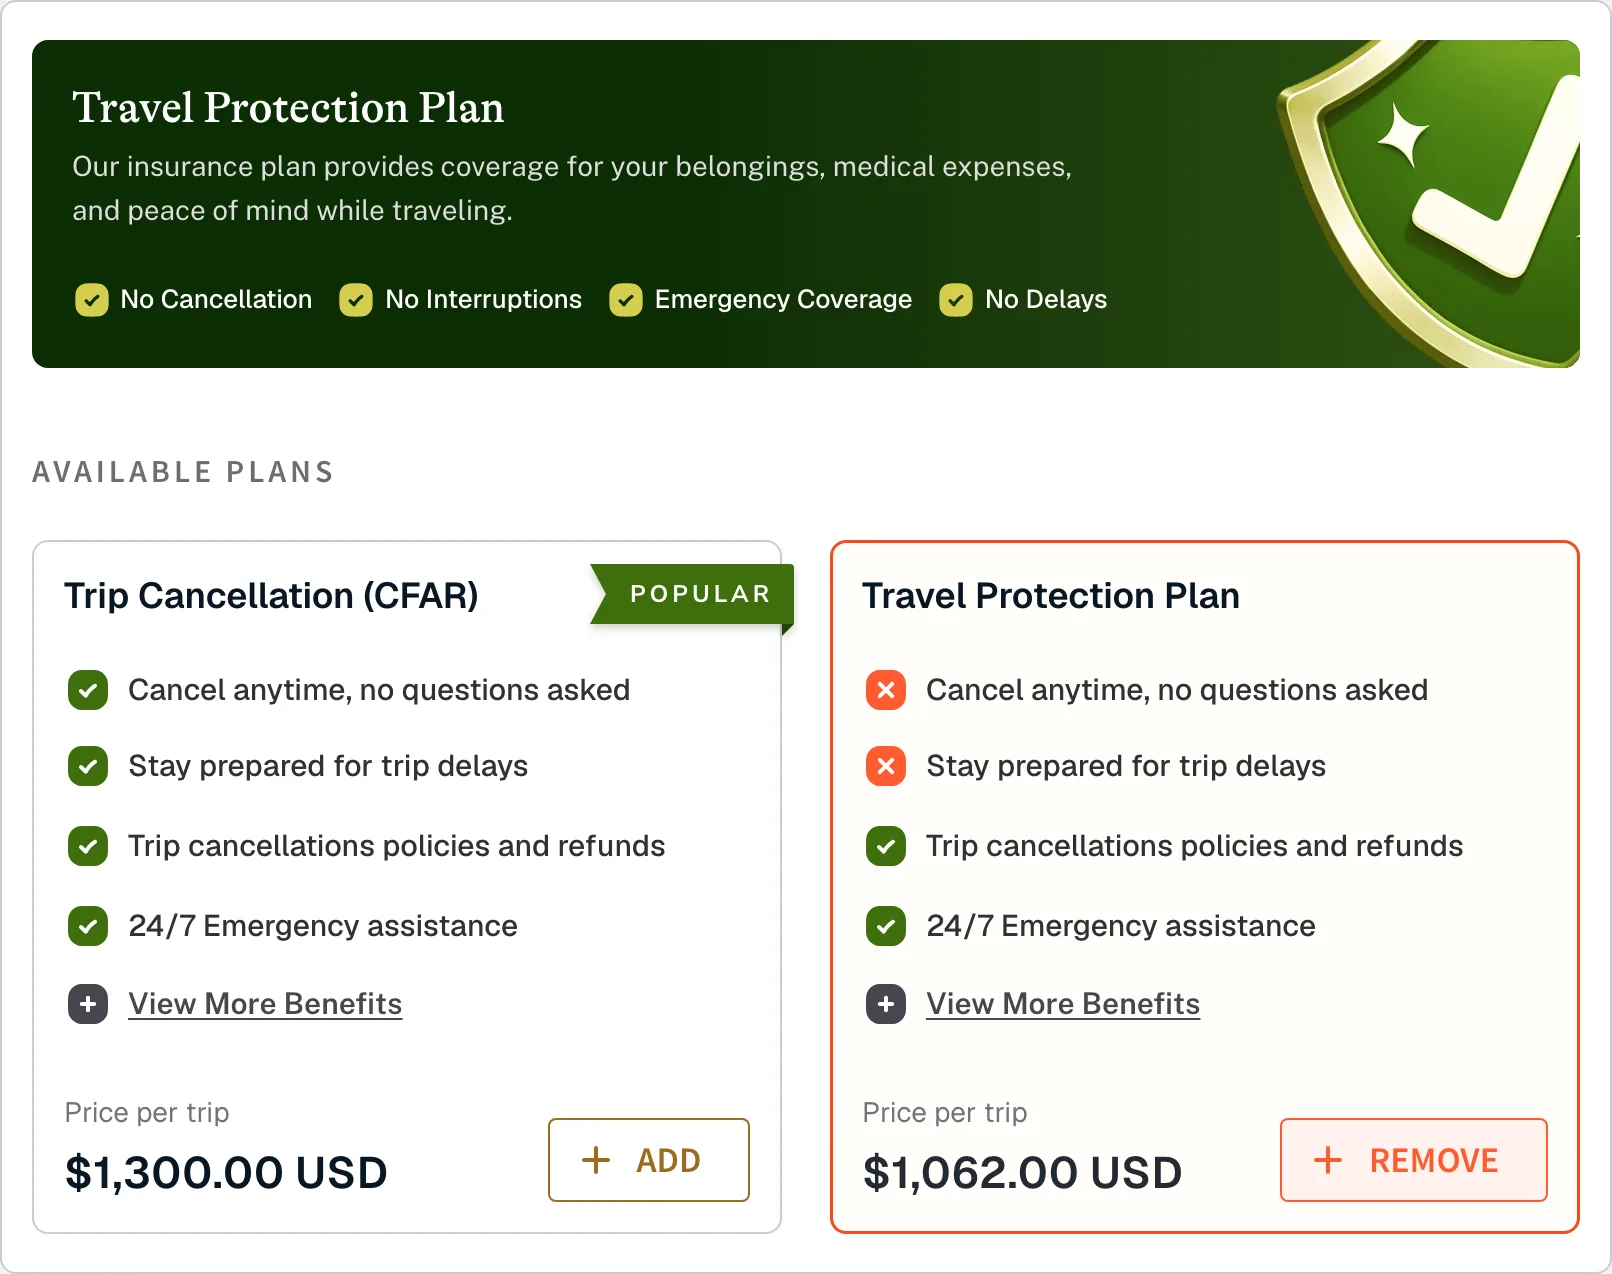 Travel Protection Plan
Our insurance plan provides coverage for your belongings, medical expenses,
and peace of mind while traveling.
No Cancellation No Interruptions Emergency Coverage No Delays
AVAILABLE PLANS
Trip Cancellation (CFAR)
POPULAR
Cancel anytime, no questions asked
Stay prepared for trip delays
Trip cancellations policies and refunds
24/7 Emergency assistance
View More Benefits
Price per trip
$1,300.00 USD
ADD
Travel Protection Plan
Cancel anytime, no questions asked
Stay prepared for trip delays
Trip cancellations policies and refunds
24/7 Emergency assistance
View More Benefits
Price per trip
$1,062.00 USD
REMOVE